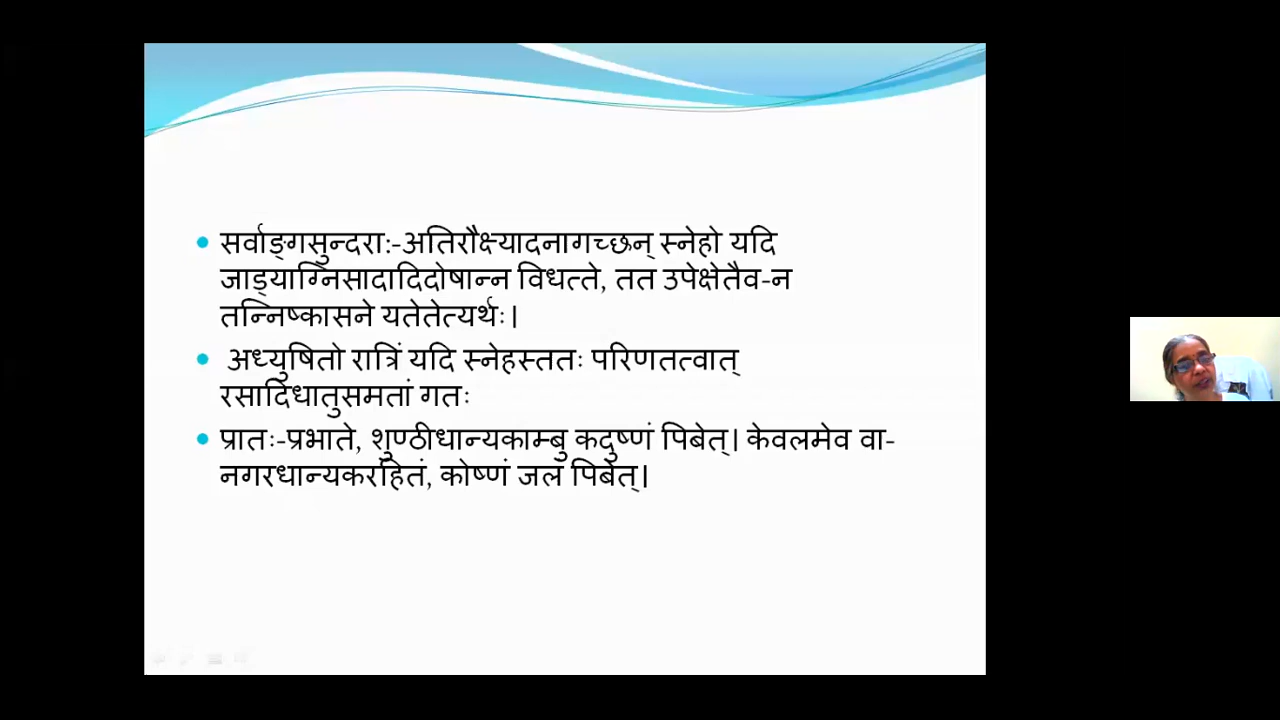 सर्वाङ्गसुन्दराः-अतिरौक्ष्यादनागच्छन् स्नेहो यदि
जाड्याग्निसादादिदोषान्न विधत्ते, तत उपेक्षेतैव-न
तन्निष्कासने यतेतेत्यर्थः।
अध्युषितो रात्रिं यदि स्नेहस्ततः परिणतत्वात्
रसादिधातुसमतां गतः
प्रातः-प्रभाते, शुण्ठीधान्यकाम्बु कदुष्णं पिबेत्। केवलमेव वा-
नगरधान्यकरहितं, कोष्णं जलं पिबेत्।